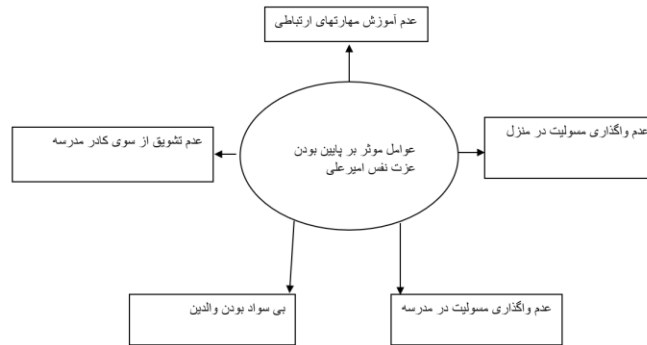 عدم آموزش مهارتهای ارتباطی
عدم واگذاری مسولیت در منزل
عدم تشویق از سوی کادر مدرسه
عوامل موثر بر پایین بودن
عزت نفس امیرعلی
عدم واگذاری مسولیت در مدرسه
بی سواد بودن والدین